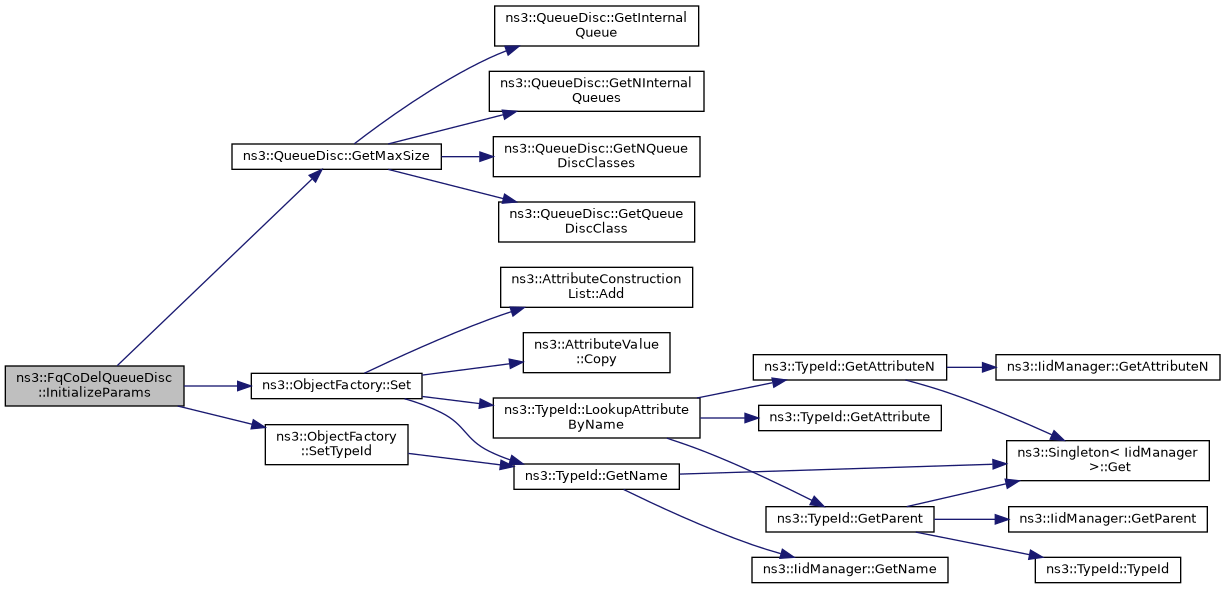 ns3::QueueDisc::GetInternal
Queue
ns3::QueueDisc::GetNInternal
Queues
ns3::QueueDisc::GetMaxSize
ns3::QueueDisc::GetNQueue
DiscClasses
ns3::QueueDisc::GetQueue
DiscClass
ns3::AttributeConstruction
List::Add
ns3::AttributeValue
::Copy
ns3::FqCoDelQueueDisc
::InitializeParams
ns3::ObjectFactory::Set
ns3::TypeId::GetAttributeN
ns3::IidManager::GetAttributeN
ns3::TypeId::LookupAttribute
ByName
ns3::TypeId::GetAttribute
ns3::ObjectFactory
::SetTypeId
ns3::TypeId::GetName
ns3::Singleton< IidManager
>::Get
ns3::TypeId::GetParent
ns3::IidManager::GetParent
ns3::IidManager::GetName
ns3::TypeId::TypeId